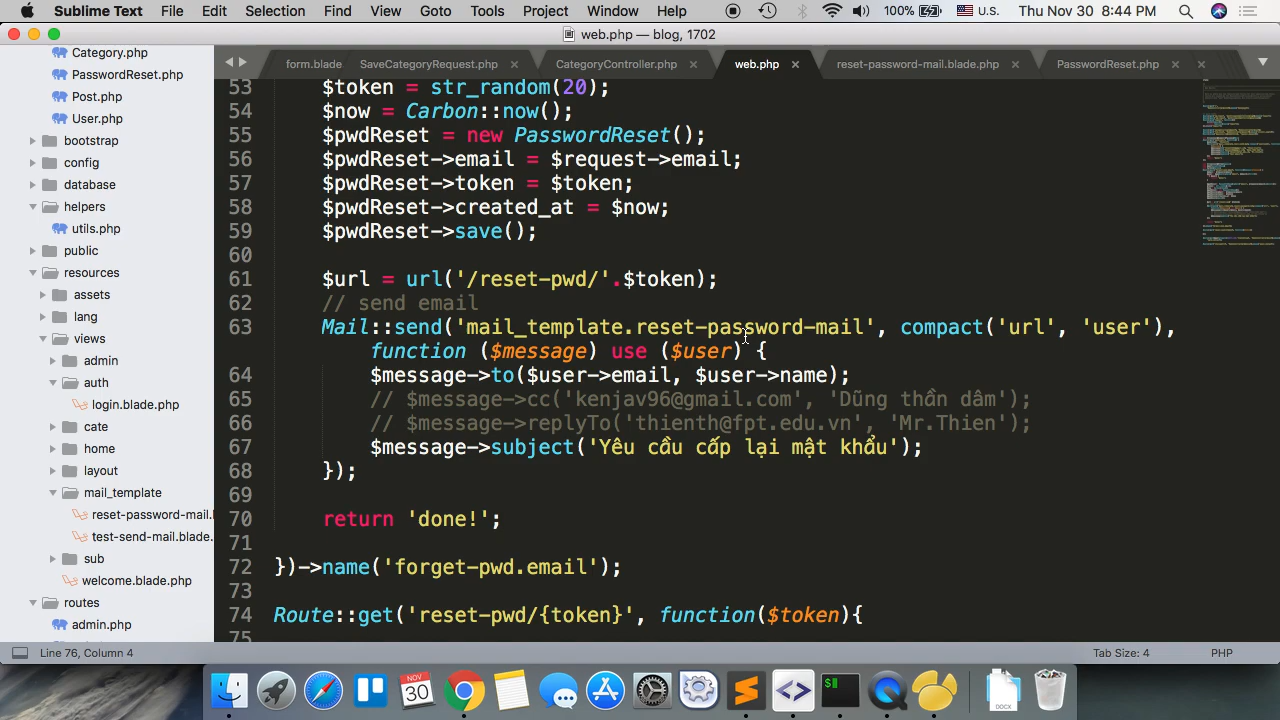 Sublime Text File Edit Selection Find View Goto Tools Project Window Help 100% U.S. Thu Nov 30 8:44 PM
web.php — blog, 1702
form.blade SaveCategoryRequest.php CategoryController.php web.php reset-password-mail.blade.php PasswordReset.php
Category.php
PasswordReset.php
Post.php
User.php
bootstrap
config
database
helpers
utils.php
public
resources
assets
lang
views
admin
auth
login.blade.php
cate
home
layout
mail_template
reset-password-mail.l
test-send-mail.blade.
sub
welcome.blade.php
routes
admin.php
53 $token = str_random(20);
54 $now = Carbon::now();
55 $pwdReset = new PasswordReset();
56 $pwdReset->email = $request->email;
57 $pwdReset->token = $token;
58 $pwdReset->created_at = $now;
59 $pwdReset->save();
60
61 $url = url('/reset-pwd/'.$token);
62 // send email
63 Mail::send('mail_template.reset-password-mail', compact('url', 'user'),
function ($message) use ($user) {
64 $message->to($user->email, $user->name);
65 // $message->cc('kenjav96@gmail.com', 'Dũng thần dâm');
66 // $message->replyTo('thienth@fpt.edu.vn', 'Mr.Thien');
67 $message->subject('Yêu cầu cấp lại mật khẩu');
68 });
69
70 return 'done!';
71
72 })->name('forget-pwd.email');
73
74 Route::get('reset-pwd/{token}', function($token){
75
Line 76, Column 4 Tab Size: 4 PHP
NOV
30
DOCX